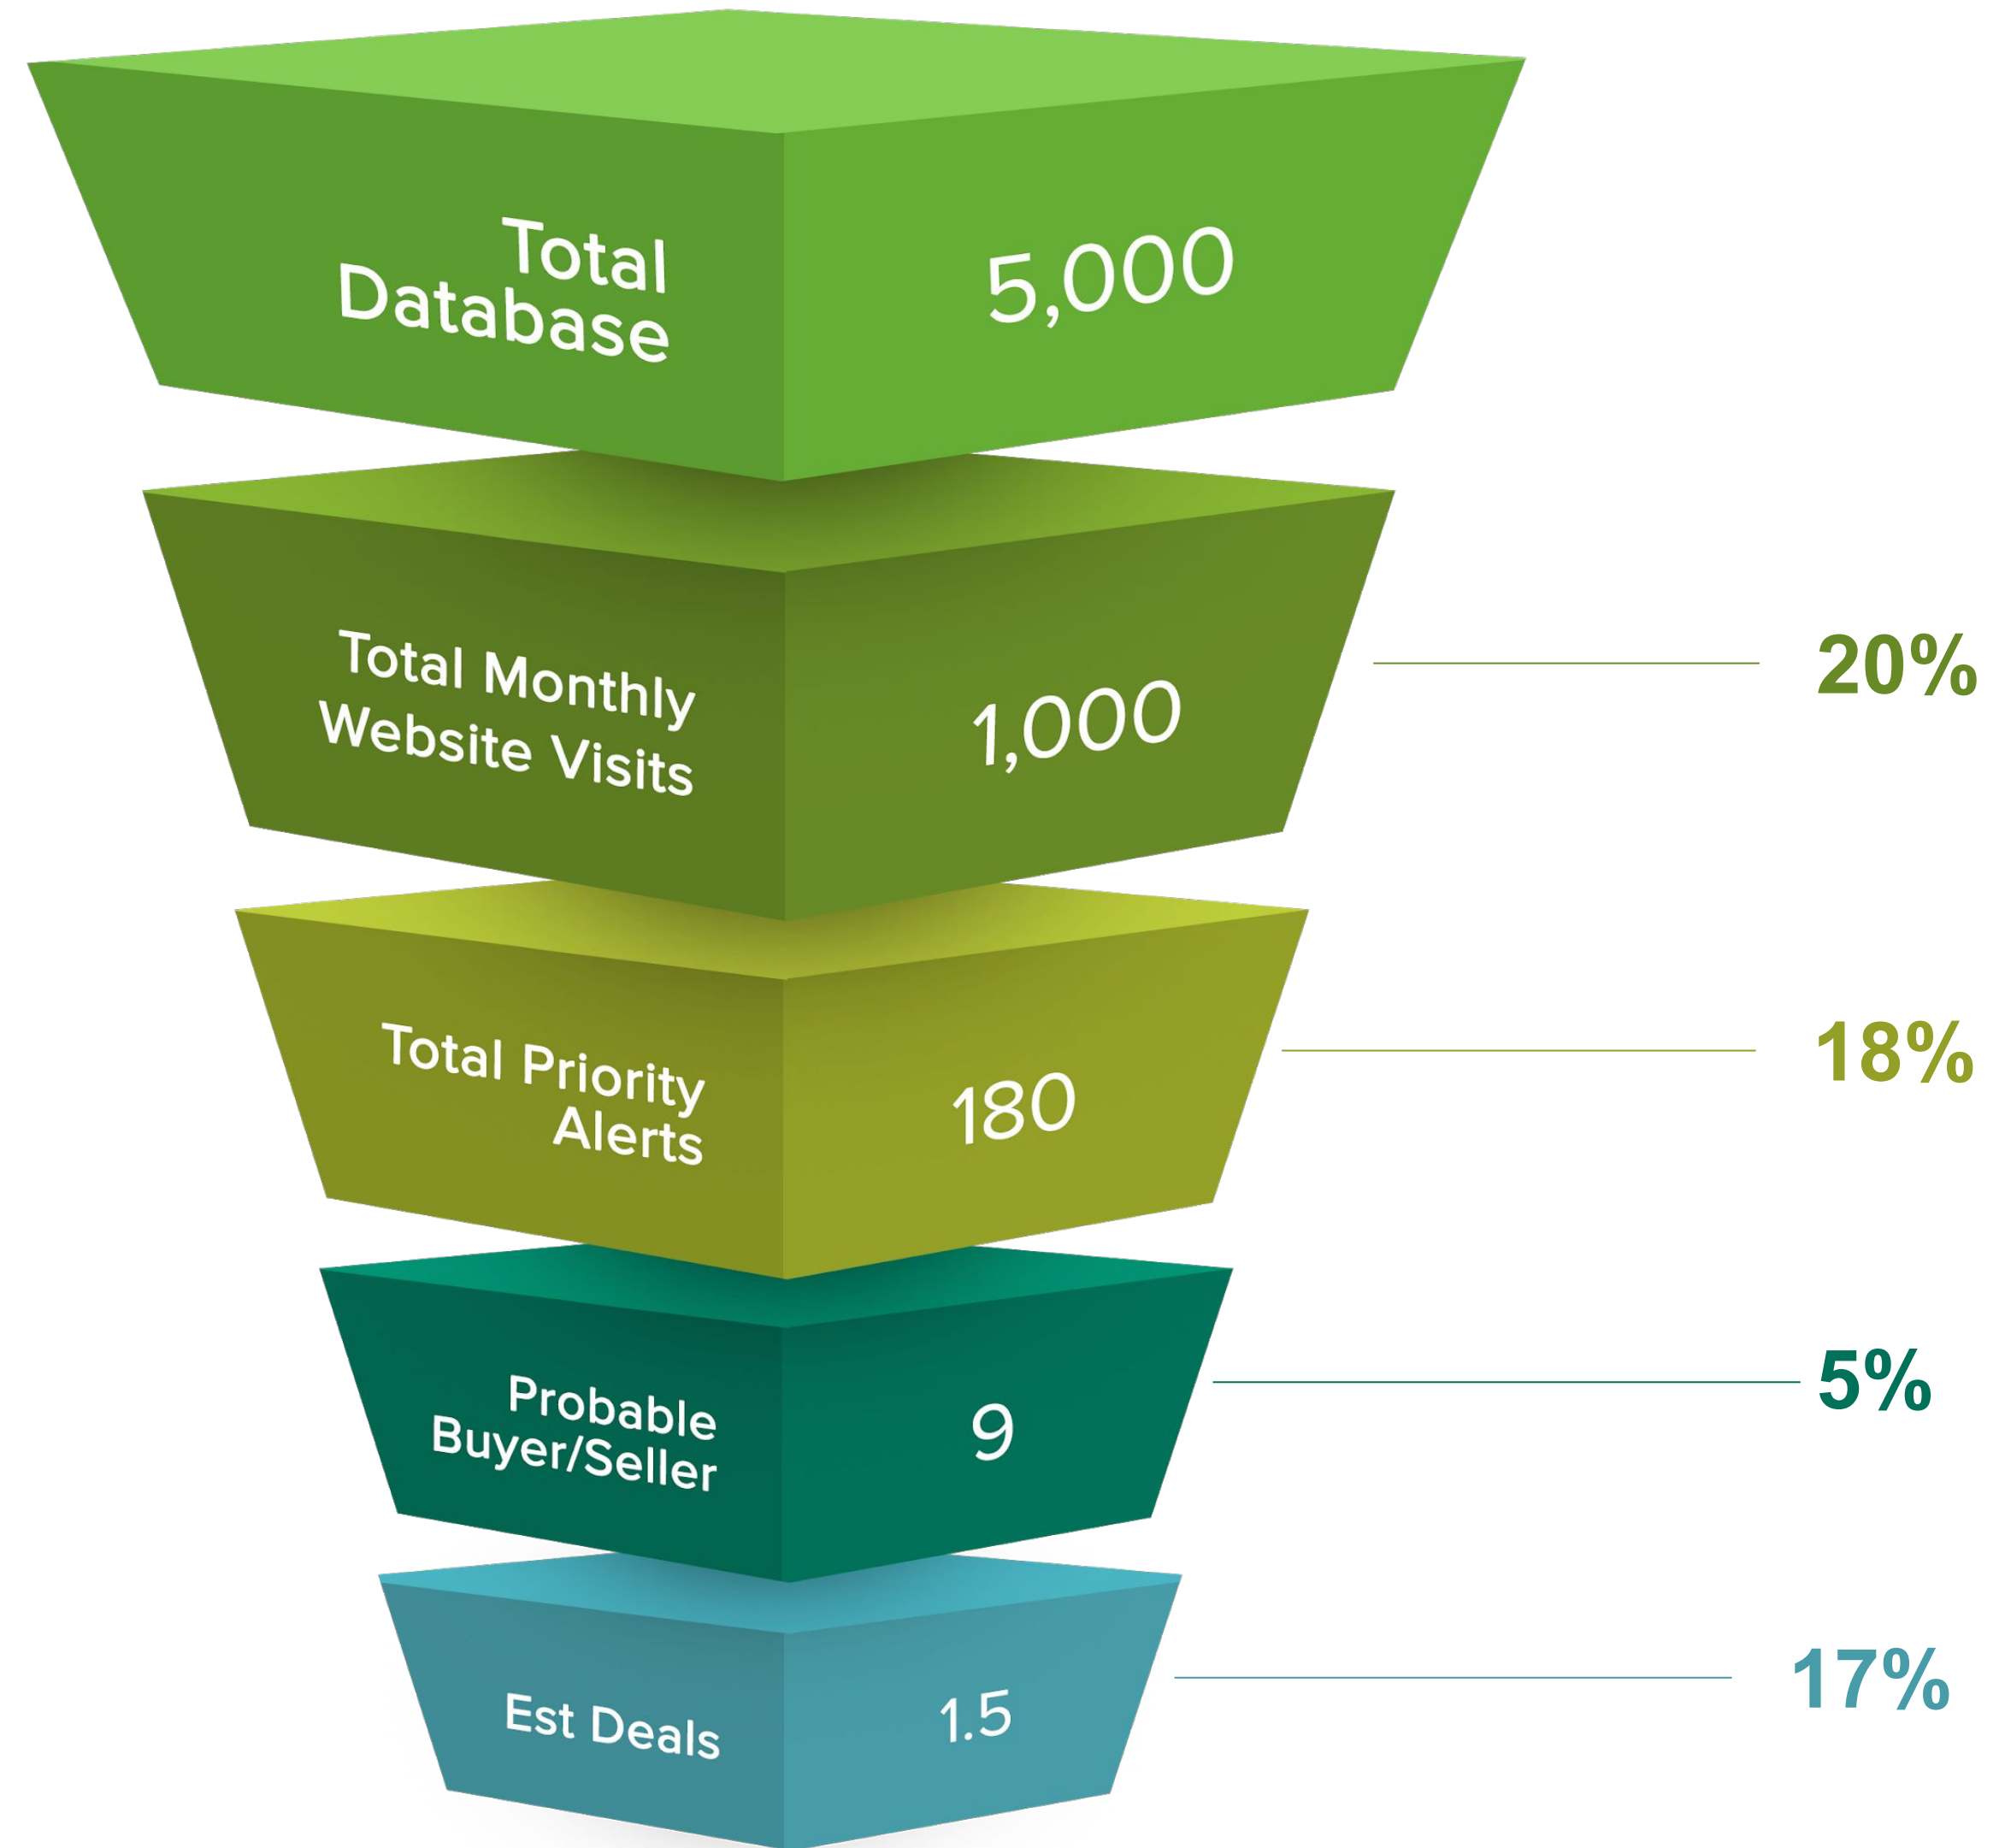 Total
Database
5,000
Total Monthly
Website Visits
1,000
20%
Total Priority
Alerts
180
18%
Probable
Buyer/Seller
9
5%
Est Deals
1.5
17%